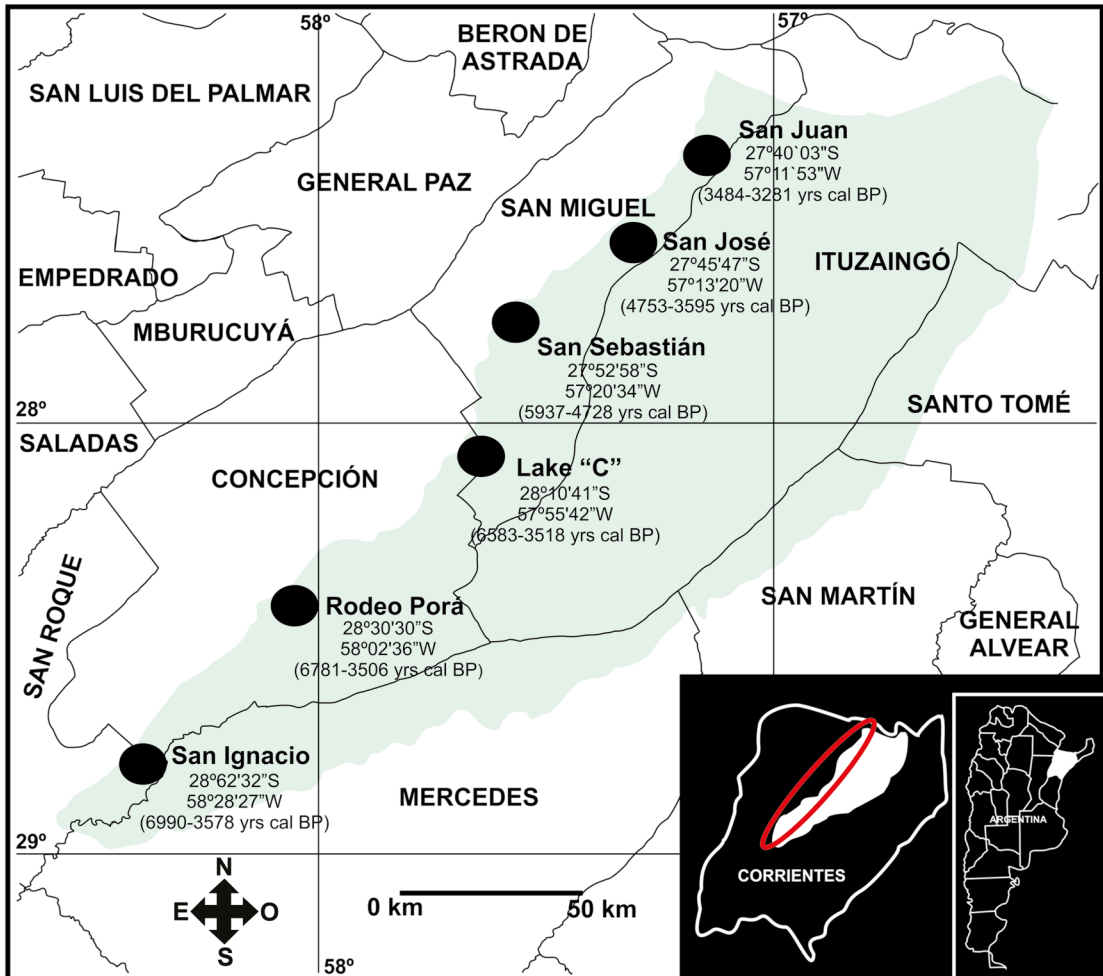 58º
57º
BERON DE
ASTRADA
SAN LUIS DEL PALMAR
San Juan
27º40`03"S
57º11`53"W
(3484-3281 yrs cal BP)
GENERAL PAZ
SAN MIGUEL
San José
27º45'47”S
57º13'20”W
(4753-3595 yrs cal BP)
ITUZAINGÓ
EMPEDRADO
MBURUCUYÁ
San Sebastián
27º52'58”S
57º20'34”W
(5937-4728 yrs cal BP)
SANTO TOMÉ
28º
SALADAS
CONCEPCIÓN
Lake “C”
28º10'41”S
57º55'42”W
(6583-3518 yrs cal BP)
SAN ROQUE
Rodeo Porá
28º30'30”S
58º02'36”W
(6781-3506 yrs cal BP)
SAN MARTÍN
GENERAL
ALVEAR
San Ignacio
28º62'32”S
58º28'27”W
(6990-3578 yrs cal BP)
MERCEDES
29º
N
E O
S
0 km 50 km
58º
CORRIENTES
ARGENTINA